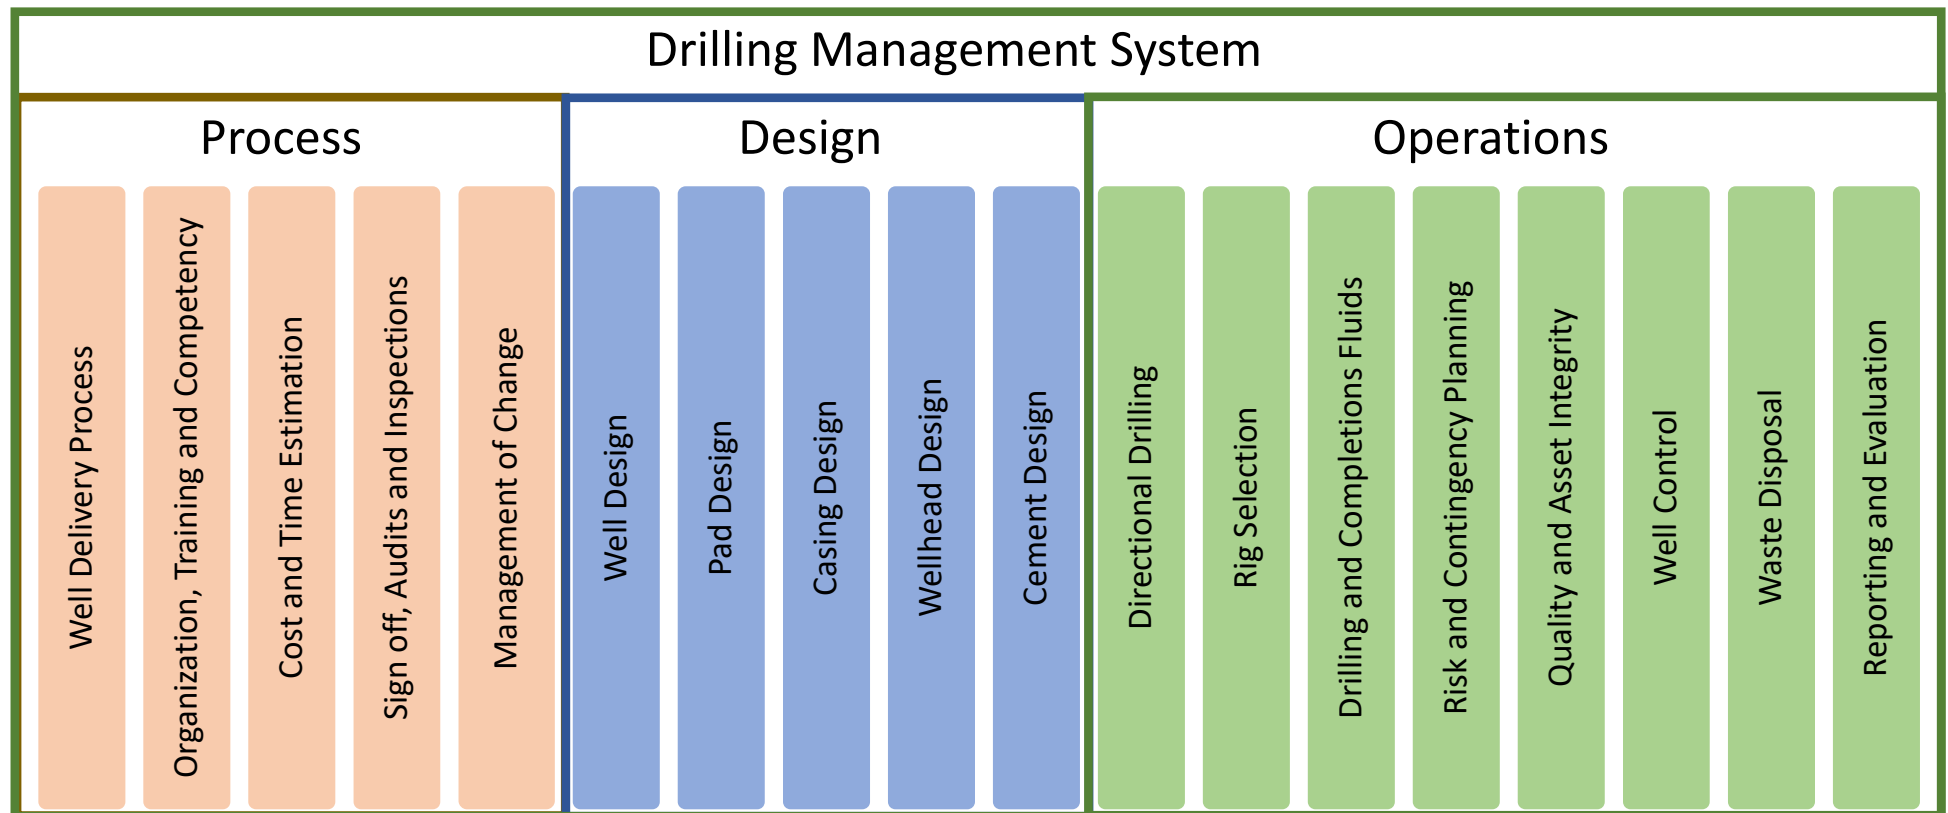 Drilling Management System
Process
Design
Operations
Well Delivery Process
Organization, Training and Competency
Cost and Time Estimation
Sign off, Audits and Inspections
Management of Change
Well Design
Pad Design
Casing Design
Wellhead Design
Cement Design
Directional Drilling
Rig Selection
Drilling and Completions Fluids
Risk and Contingency Planning
Quality and Asset Integrity
Well Control
Waste Disposal
Reporting and Evaluation